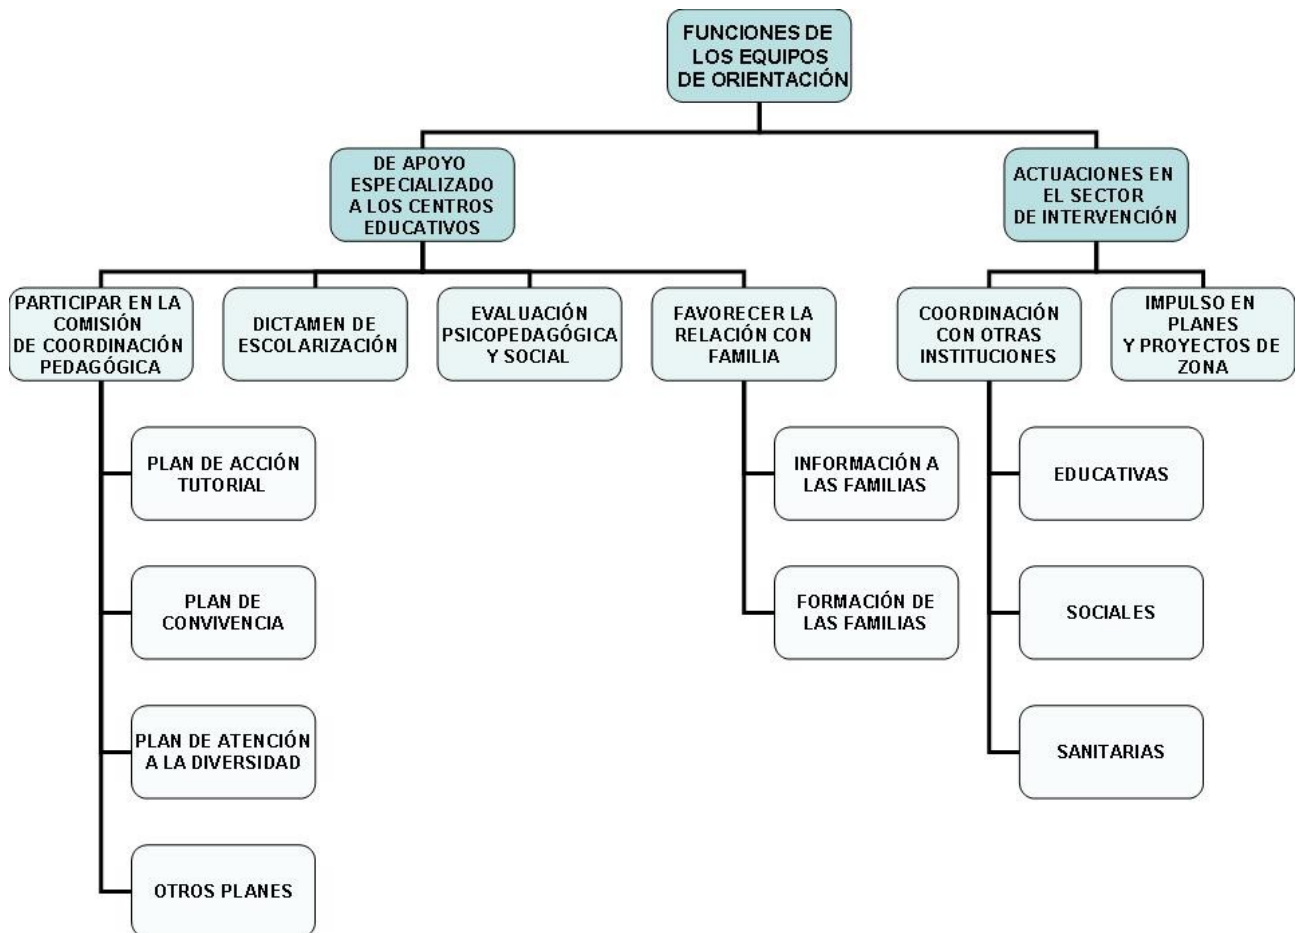 FUNCIONES DE
LOS EQUIPOS
DE ORIENTACIÓN
DE APOYO
ESPECIALIZADO
A LOS CENTROS
EDUCATIVOS
ACTUACIONES EN
EL SECTOR
DE INTERVENCIÓN
PARTICIPAR EN LA
COMISIÓN
DE COORDINACIÓN
PEDAGÓGICA
DICTAMEN DE
ESCOLARIZACIÓN
EVALUACIÓN
PSICOPEDAGÓGICA
Y SOCIAL
FAVORECER LA
RELACIÓN CON
FAMILIA
COORDINACIÓN
CON OTRAS
INSTITUCIONES
IMPULSO EN
PLANES
Y PROYECTOS DE
ZONA
PLAN DE ACCIÓN
TUTORIAL
INFORMACIÓN A
LAS FAMILIAS
EDUCATIVAS
PLAN DE
CONVIVENCIA
FORMACIÓN DE
LAS FAMILIAS
SOCIALES
PLAN DE ATENCIÓN
A LA DIVERSIDAD
SANITARIAS
OTROS PLANES